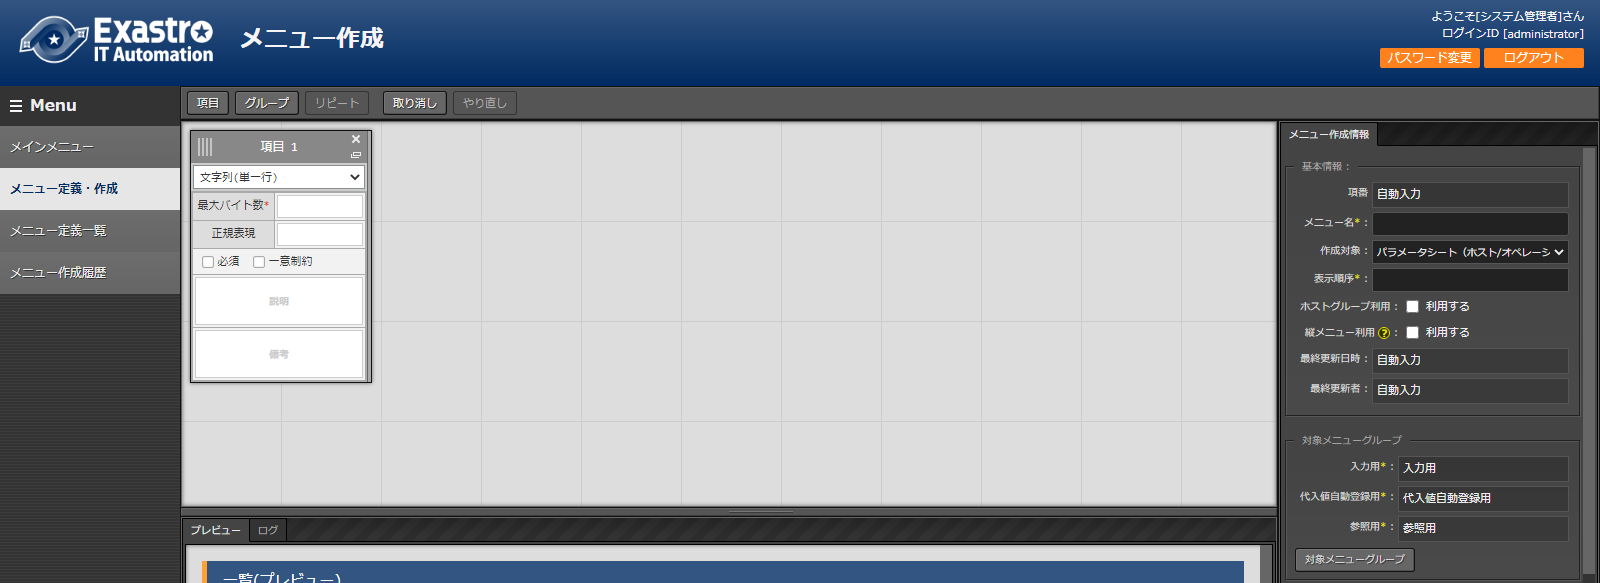 Exastro
IT Automation
メニュー作成
ようこそ[システム管理者]さん
ログインID [administrator]
パスワード変更
ログアウト
Menu
メインメニュー
メニュー定義・作成
メニュー定義一覧
メニュー作成履歴
項目
グループ
リピート
取り消し
やり直し
項目 1
文字列(単一行)
最大バイト数*
正規表現
必須
一意制約
説明
備考
プレビュー
ログ
一覧(プレビュー)
メニュー作成情報
基本情報：
項番
自動入力
メニュー名*：
作成対象：
パラメータシート（ホスト/オペレーシ
表示順序*：
ホストグループ利用：
利用する
縦メニュー利用?：
利用する
最終更新日時：
自動入力
最終更新者：
自動入力
対象メニューグループ
入力用*：
入力用
代入値自動登録用*：
代入値自動登録用
参照用*：
参照用
対象メニューグループ